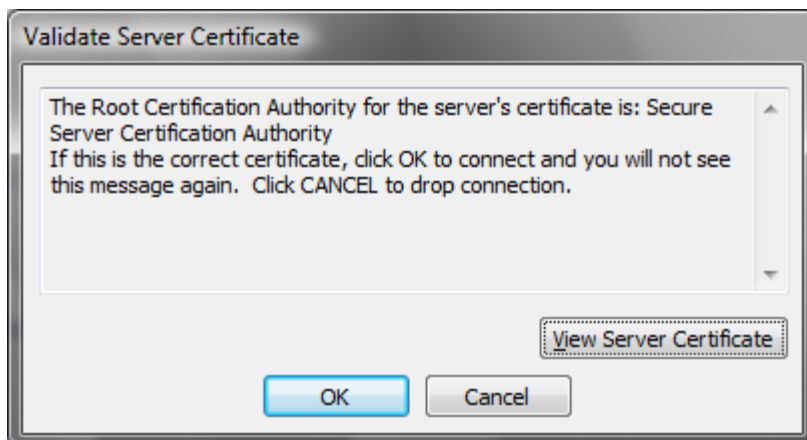 Validate Server Certificate
The Root Certification Authority for the server's certificate is: Secure
Server Certification Authority
If this is the correct certificate, click OK to connect and you will not see
this message again.  Click CANCEL to drop connection.
View Server Certificate
OK
Cancel